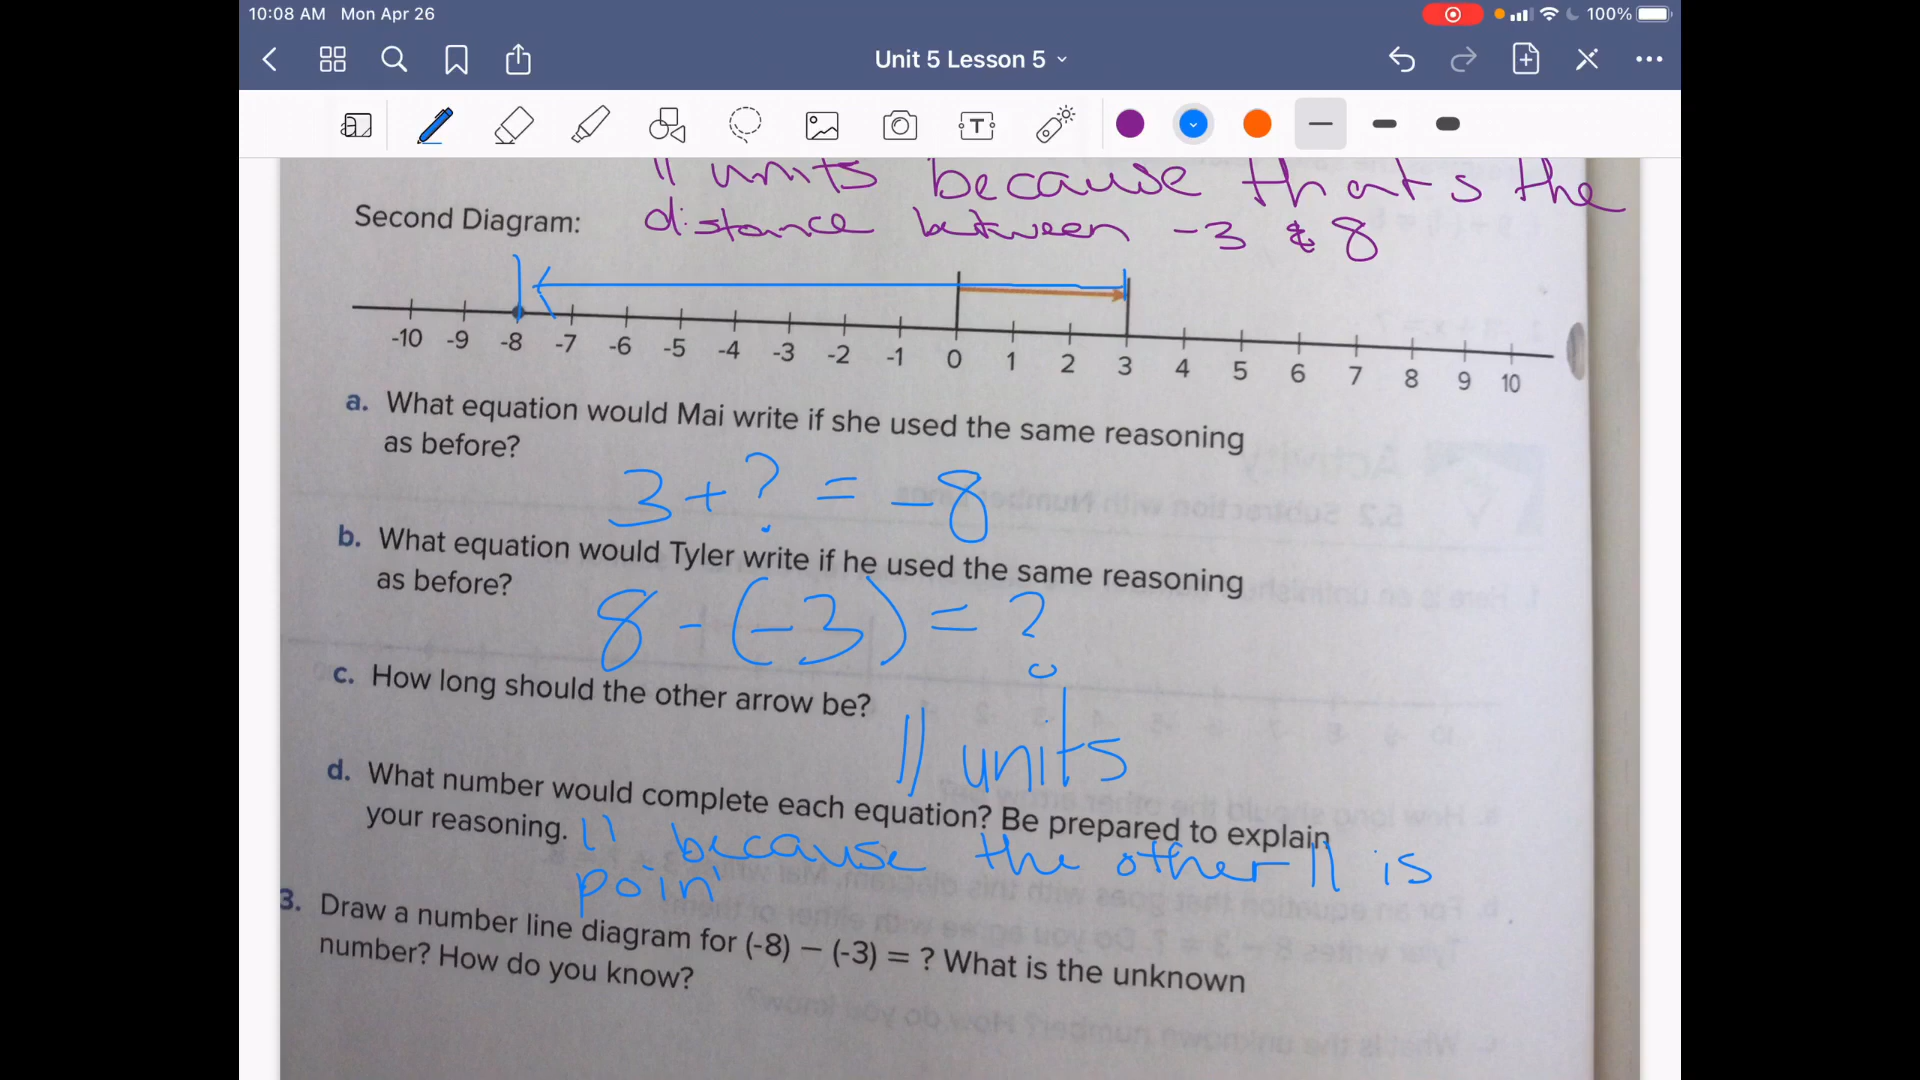 10:08 AM Mon Apr 26
100%
Unit 5 Lesson 5
T
11 units because that's the
Second Diagram:
distance between -3 & 8
-10 -9 -8 -7 -6 -5 -4 -3 -2 -1 0 1 2 3 4 5 6 7 8 9 10
a. What equation would Mai write if she used the same reasoning
as before?
3 + ? = -8
b. What equation would Tyler write if he used the same reasoning
as before?
8 - (-3) = ?
c. How long should the other arrow be?
11 units
d. What number would complete each equation? Be prepared to explain
your reasoning.
11 because the other 11 is
poin
3. Draw a number line diagram for (-8) − (-3) = ? What is the unknown
number? How do you know?